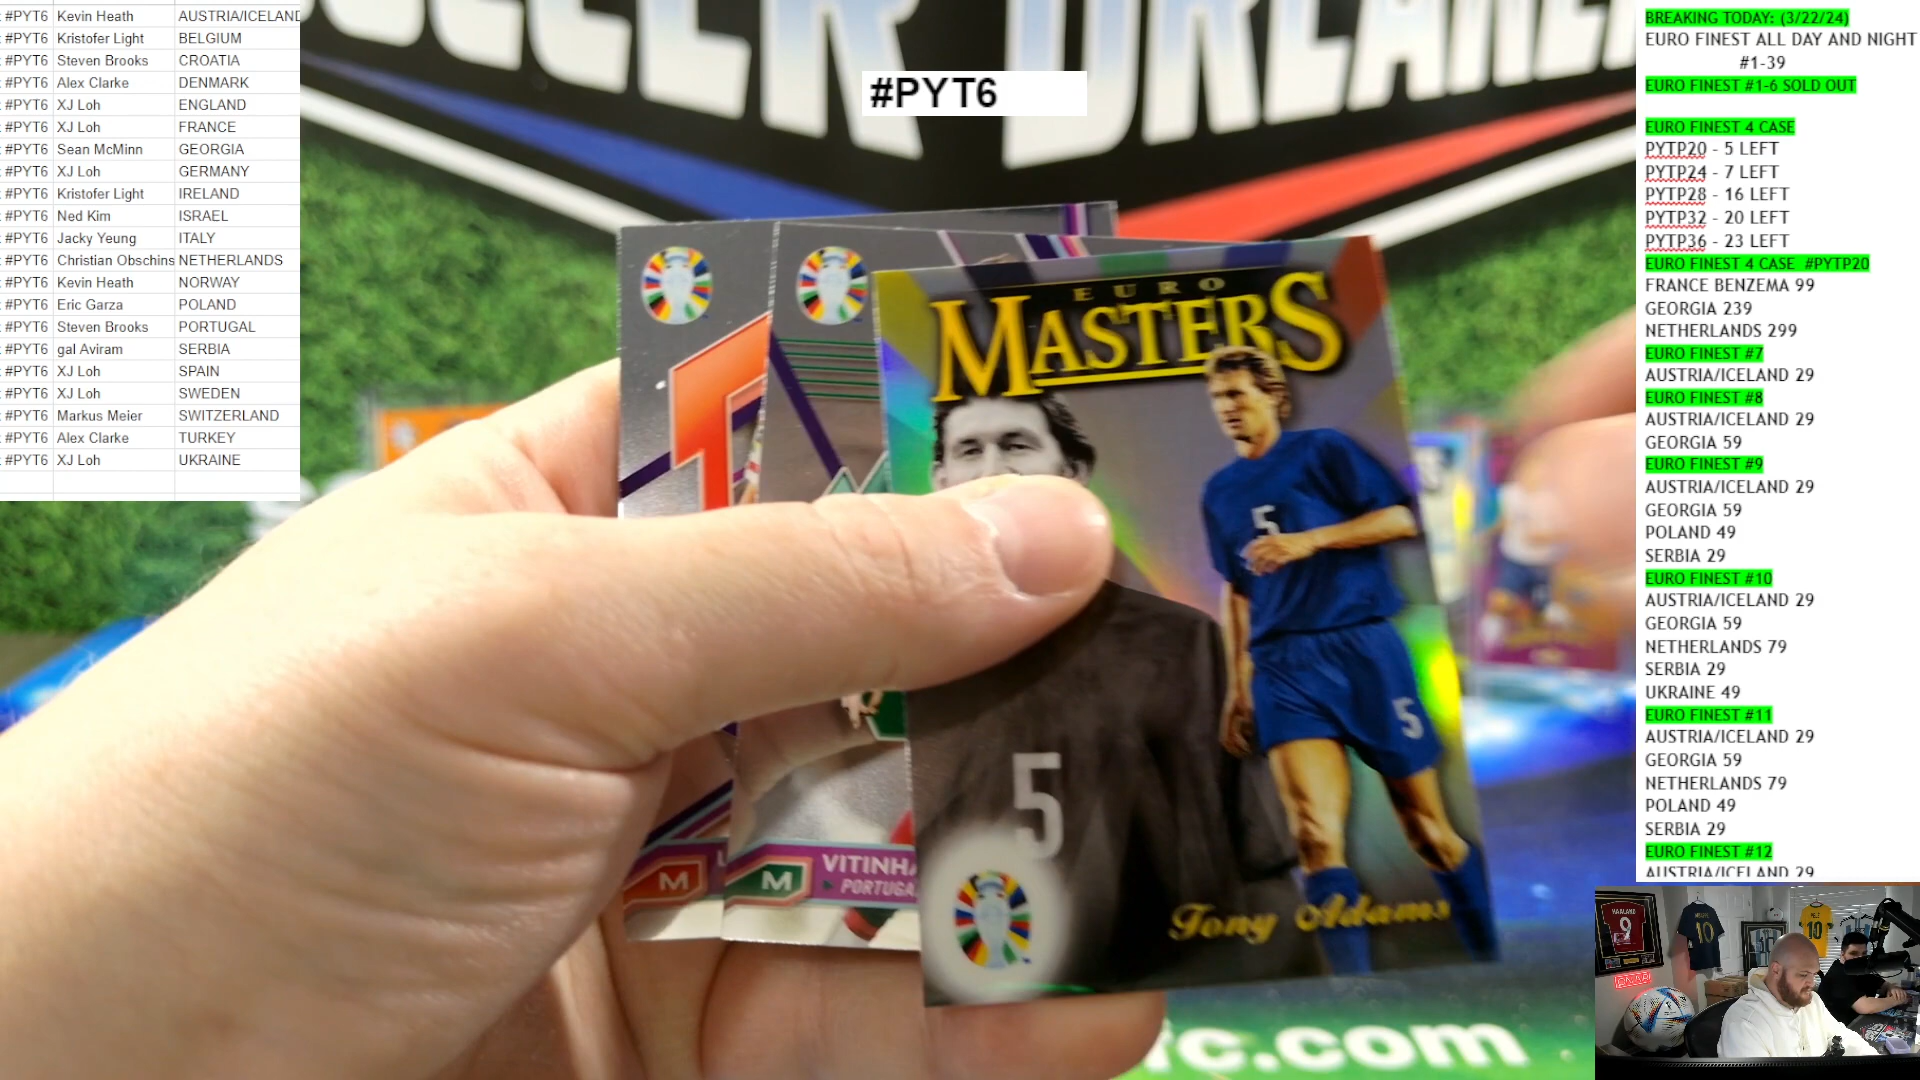 #PYT6 Kevin Heath AUSTRIA/ICELAND
#PYT6 Kristofer Light BELGIUM
#PYT6 Steven Brooks CROATIA
#PYT6 Alex Clarke DENMARK
#PYT6 XJ Loh ENGLAND
#PYT6 XJ Loh FRANCE
#PYT6 Sean McMinn GEORGIA
#PYT6 XJ Loh GERMANY
#PYT6 Kristofer Light IRELAND
#PYT6 Ned Kim ISRAEL
#PYT6 Jacky Yeung ITALY
#PYT6 Christian Obschins NETHERLANDS
#PYT6 Kevin Heath NORWAY
#PYT6 Eric Garza POLAND
#PYT6 Steven Brooks PORTUGAL
#PYT6 gal Aviram SERBIA
#PYT6 XJ Loh SPAIN
#PYT6 XJ Loh SWEDEN
#PYT6 Markus Meier SWITZERLAND
#PYT6 Alex Clarke TURKEY
#PYT6 XJ Loh UKRAINE
#PYT6
EURO
MASTERS
5
5
5
Tony Adams
M
M VITINHA
PORTUGA
rc.com
BREAKING TODAY: (3/22/24)
EURO FINEST ALL DAY AND NIGHT
#1-39
EURO FINEST #1-6 SOLD OUT
EURO FINEST 4 CASE
PYTP20 - 5 LEFT
PYTP24 - 7 LEFT
PYTP28 - 16 LEFT
PYTP32 - 20 LEFT
PYTP36 - 23 LEFT
EURO FINEST 4 CASE #PYTP20
FRANCE BENZEMA 99
GEORGIA 239
NETHERLANDS 299
EURO FINEST #7
AUSTRIA/ICELAND 29
EURO FINEST #8
AUSTRIA/ICELAND 29
GEORGIA 59
EURO FINEST #9
AUSTRIA/ICELAND 29
GEORGIA 59
POLAND 49
SERBIA 29
EURO FINEST #10
AUSTRIA/ICELAND 29
GEORGIA 59
NETHERLANDS 79
SERBIA 29
UKRAINE 49
EURO FINEST #11
AUSTRIA/ICELAND 29
GEORGIA 59
NETHERLANDS 79
POLAND 49
SERBIA 29
EURO FINEST #12
AUSTRIA/ICELAND 29
HAALAND
9
10
10